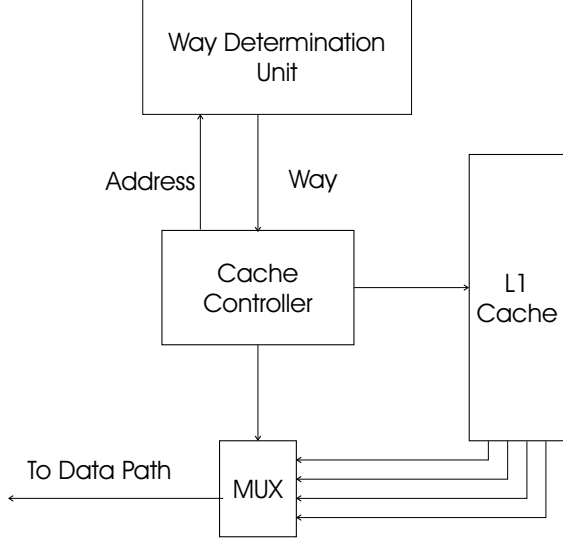 Way Determination
Unit
Address
Way
Cache
Controller
L1
Cache
To Data Path
MUX